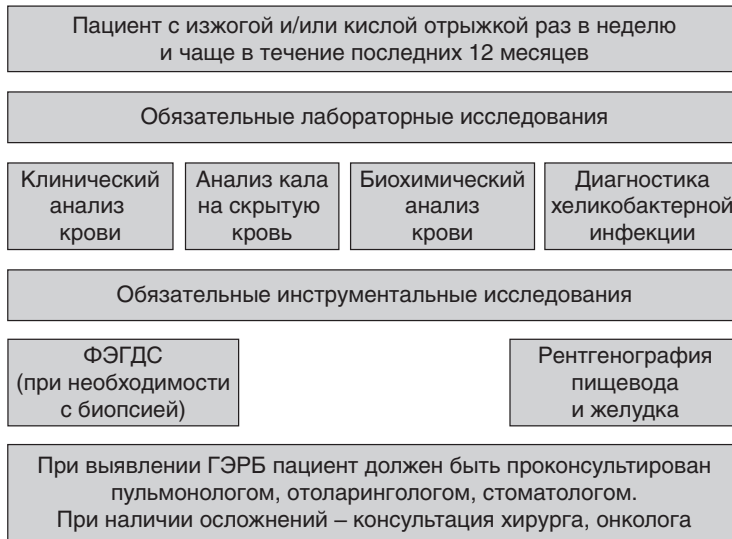 Пациент с изжогой и/или кислой отрыжкой раз в неделю
и чаще в течение последних 12 месяцев
Обязательные лабораторные исследования
Клинический
анализ
крови
Анализ кала
на скрытую
кровь
Биохимический
анализ
крови
Диагностика
хеликобактерной
инфекции
Обязательные инструментальные исследования
ФЭГДС
(при необходимости
с биопсией)
Рентгенография
пищевода
и желудка
При выявлении ГЭРБ пациент должен быть проконсультирован
пульмонологом, отоларингологом, стоматологом.
При наличии осложнений – консультация хирурга, онколога